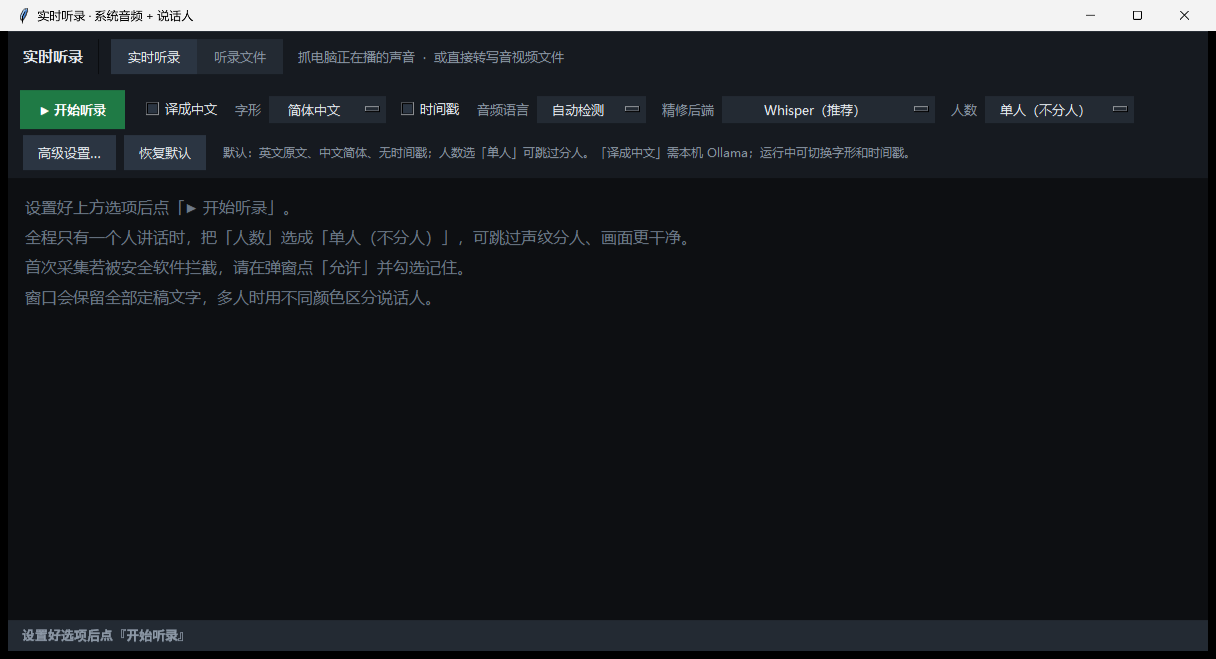 实时听录 · 系统音频 + 说话人
实时听录 实时听录 听录文件 抓电脑正在播的声音 · 或直接转写音视频文件
► 开始听录 译成中文 字形 简体中文 时间戳 音频语言 自动检测 精修后端 Whisper（推荐） 人数 单人（不分人）
高级设置... 恢复默认 默认：英文原文、中文简体、无时间戳；人数选「单人」可跳过分人。「译成中文」需本机 Ollama；运行中可切换字形和时间戳。
设置好上方选项后点「► 开始听录」。
全程只有一个人讲话时，把「人数」选成「单人（不分人）」，可跳过声纹分人、画面更干净。
首次采集若被安全软件拦截，请在弹窗点「允许」并勾选记住。
窗口会保留全部定稿文字，多人时用不同颜色区分说话人。
设置好选项后点『开始听录』